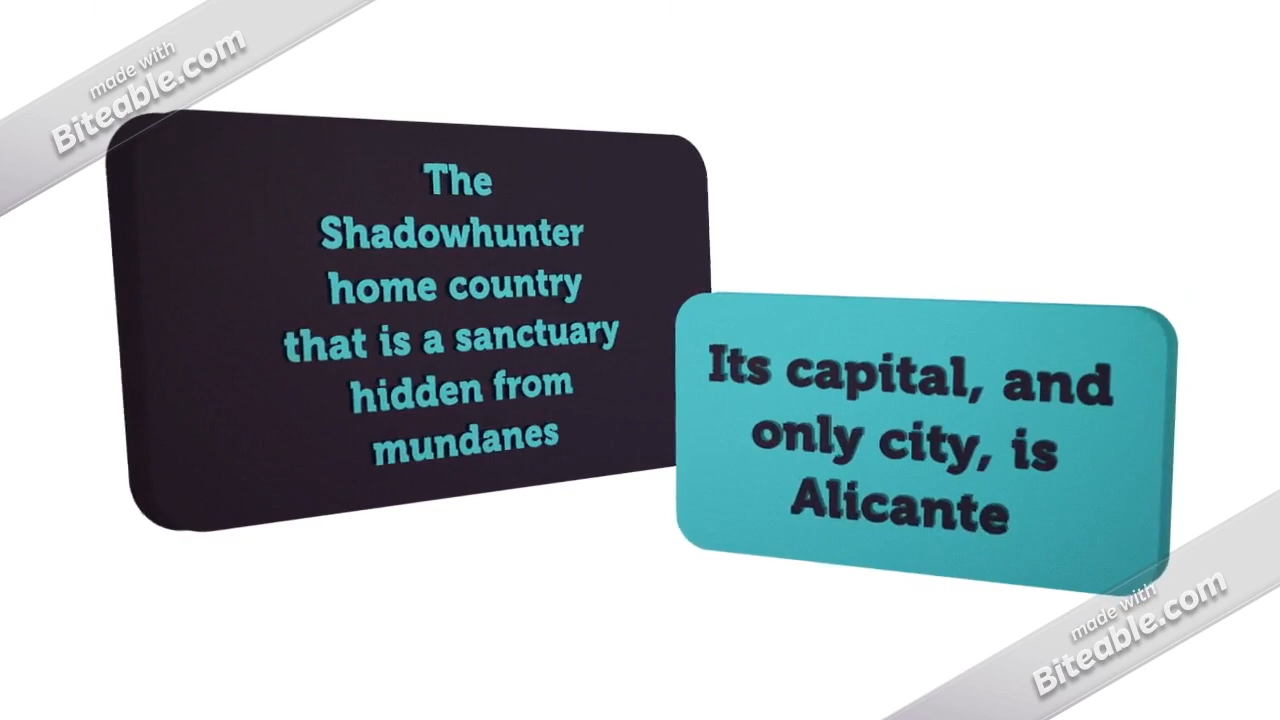 made with
Biteable.com
The
Shadowhunter
home country
that is a sanctuary
hidden from
mundanes
Its capital, and
only city, is
Alicante
made with
Biteable.com